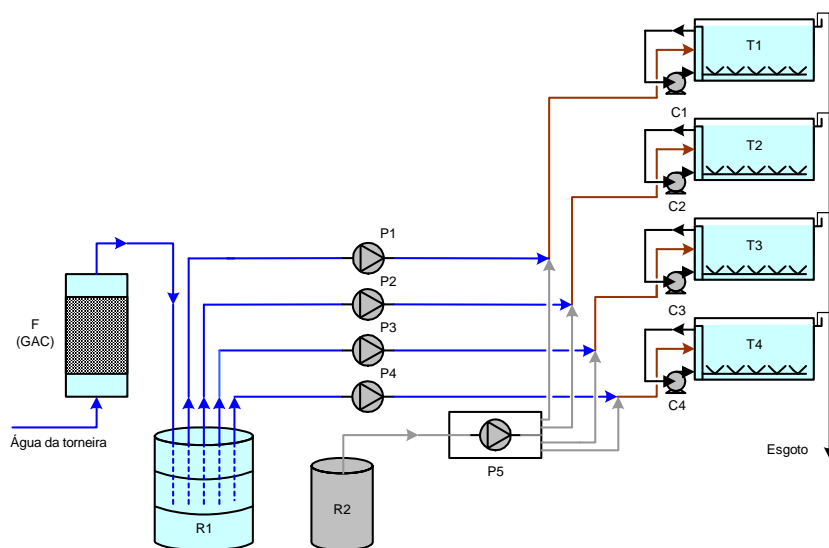 T1
C1
T2
C2
P1
T3
P2
C3
F
(GAC)
P3
T4
P4
C4
Água da torneira
Esgoto
P5
R2
R1